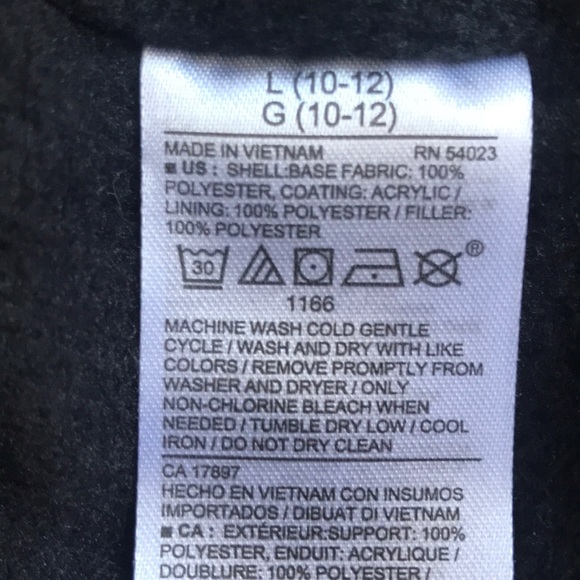 L (10-12)
G (10-12)
MADE IN VIETNAM RN 54023
■ US : SHELL:BASE FABRIC: 100%
POLYESTER, COATING: ACRYLIC /
LINING: 100% POLYESTER / FILLER:
100% POLYESTER
30 ®
1166
MACHINE WASH COLD GENTLE
CYCLE / WASH AND DRY WITH LIKE
COLORS / REMOVE PROMPTLY FROM
WASHER AND DRYER / ONLY
NON-CHLORINE BLEACH WHEN
NEEDED / TUMBLE DRY LOW / COOL
IRON / DO NOT DRY CLEAN
CA 17897
HECHO EN VIETNAM CON INSUMOS
IMPORTADOS / DIBUAT DI VIETNAM
■ CA : EXTÉRIEUR:SUPPORT: 100%
POLYESTER, ENDUIT: ACRYLIQUE /
DOUBLURE: 100% POLYESTER /